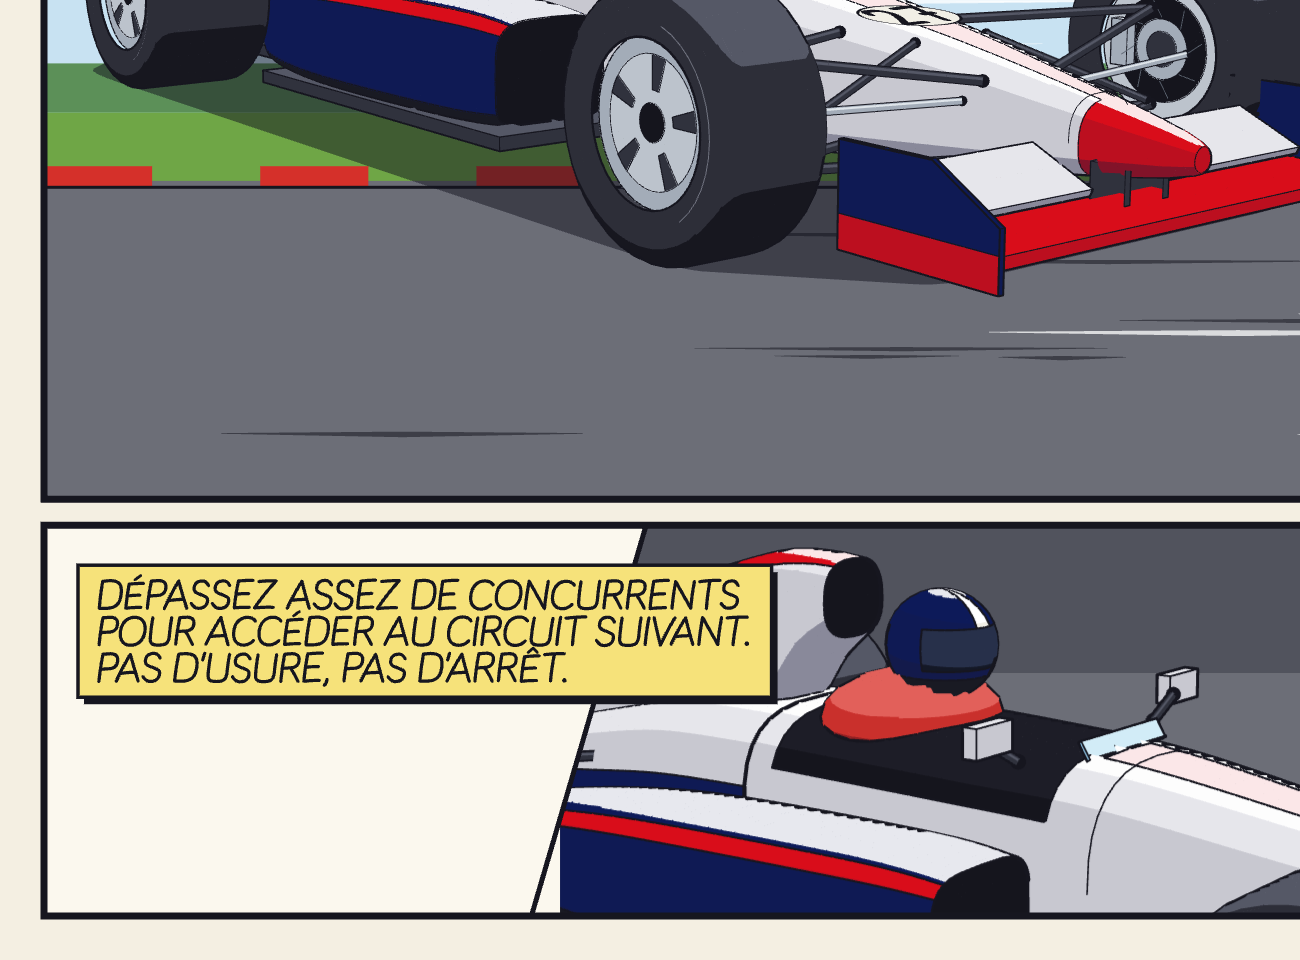 DÉPASSEZ ASSEZ DE CONCURRENTS
POUR ACCÉDER AU CIRCUIT SUIVANT.
PAS D'USURE, PAS D'ARRÊT.